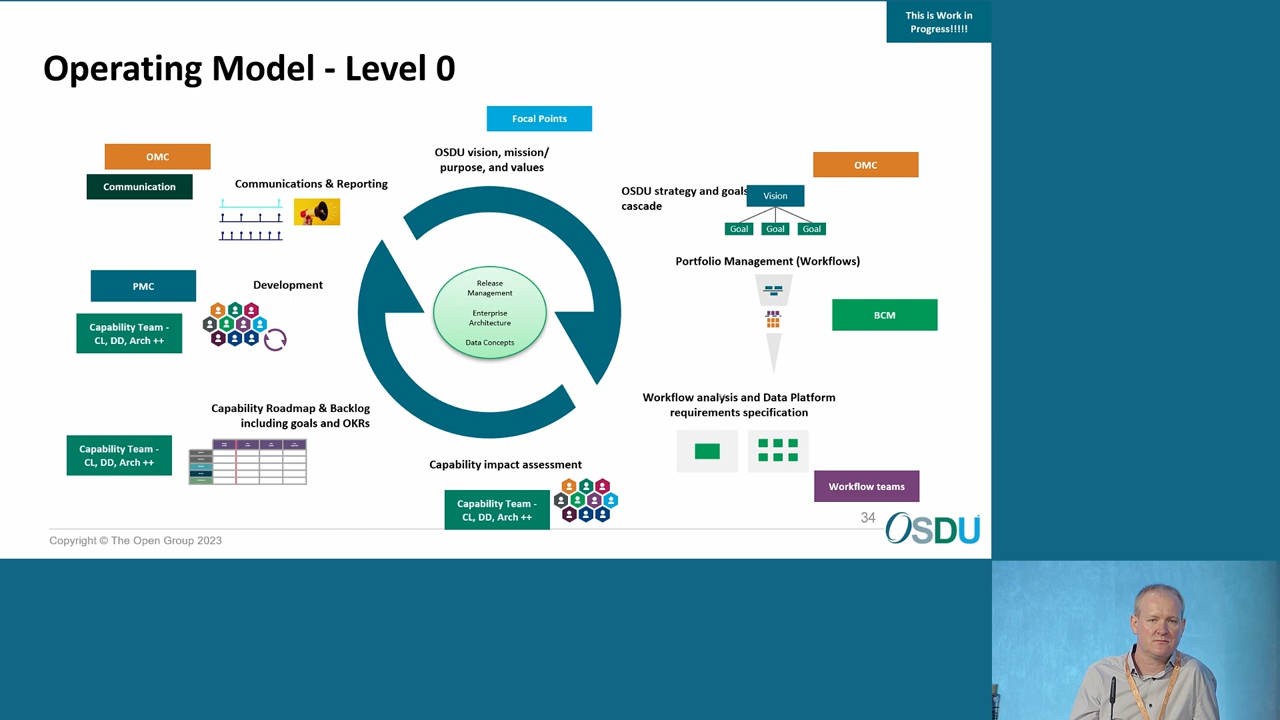 This is Work in
Progress!!!!!
Operating Model - Level 0
Focal Points
OSDU vision, mission/
purpose, and values
OMC
Communication
Communications & Reporting
OMC
OSDU strategy and goals
cascade
Vision
Goal Goal Goal
Portfolio Management (Workflows)
BCM
PMC
Development
Capability Team -
CL, DD, Arch ++
Release
Management
Enterprise
Architecture
Data Concepts
Workflow analysis and Data Platform
requirements specification
Workflow teams
Capability Roadmap & Backlog
including goals and OKRs
Capability Team -
CL, DD, Arch ++
Capability impact assessment
Capability Team -
CL, DD, Arch ++
34
OSDU
Copyright © The Open Group 2023